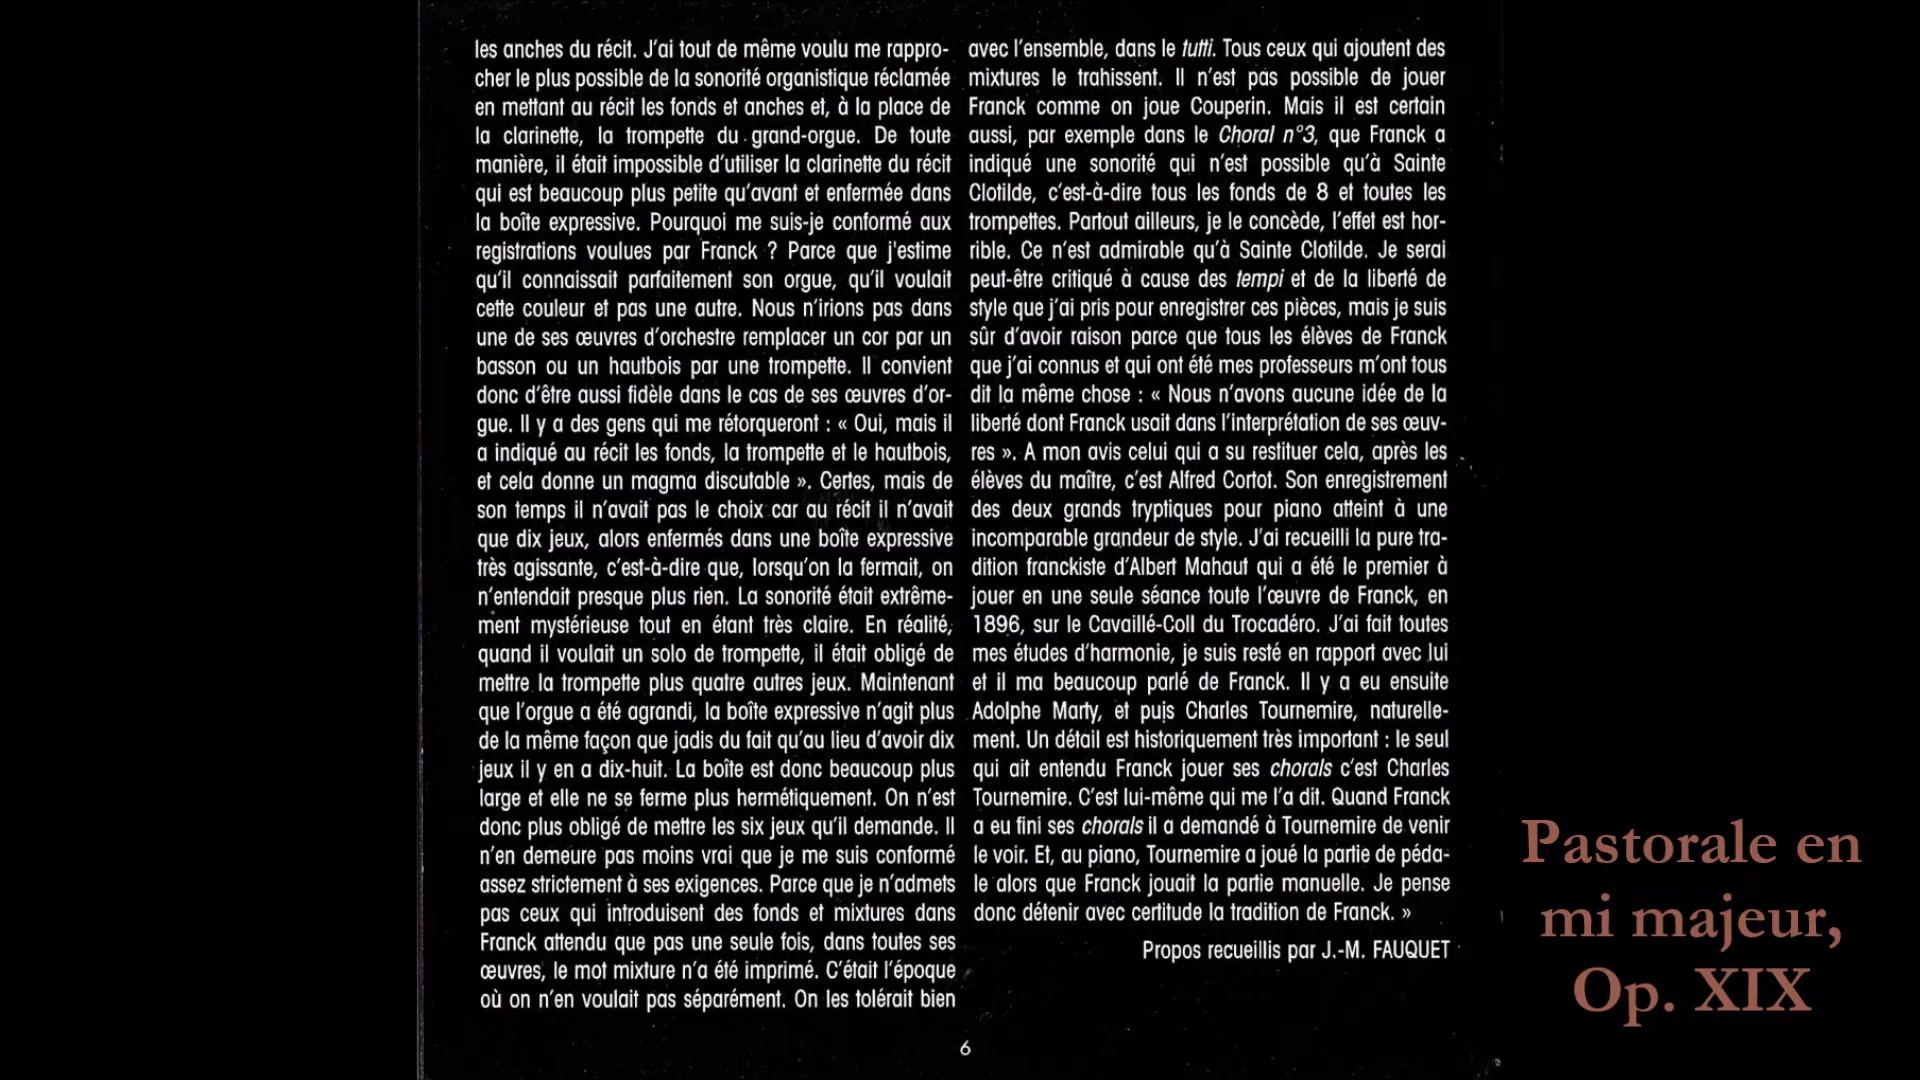 les anches du récit. J'ai tout de même voulu me rappro-
cher le plus possible de la sonorité organistique réclamée
en mettant au récit les fonds et anches et, à la place de
la clarinette, la trompette du grand-orgue. De toute
manière, il était impossible d'utiliser la clarinette du récit
qui est beaucoup plus petite qu'avant et enfermée dans
la boîte expressive. Pourquoi me suis-je conformé aux
registrations voulues par Franck ? Parce que j'estime
qu'il connaissait parfaitement son orgue, qu'il voulait
cette couleur et pas une autre. Nous n'irions pas dans
une de ses œuvres d'orchestre remplacer un cor par un
basson ou un hautbois par une trompette. Il convient
donc d'être aussi fidèle dans le cas de ses œuvres d'or-
gue. Il y a des gens qui me rétorqueront : « Oui, mais il
a indiqué au récit les fonds, la trompette et le hautbois,
et cela donne un magma discutable ». Certes, mais de
son temps il n'avait pas le choix car au récit il n'avait
que dix jeux, alors enfermés dans une boîte expressive
très agissante, c'est-à-dire que, lorsqu'on la fermait, on
n'entendait presque plus rien. La sonorité était extrême-
ment mystérieuse tout en étant très claire. En réalité,
quand il voulait un solo de trompette, il était obligé de
mettre la trompette plus quatre autres jeux. Maintenant
que l'orgue a été agrandi, la boîte expressive n'agit plus
de la même façon que jadis du fait qu'au lieu d'avoir dix
jeux il y en a dix-huit. La boîte est donc beaucoup plus
large et elle ne se ferme plus hermétiquement. On n'est
donc plus obligé de mettre les six jeux qu'il demande. Il
n'en demeure pas moins vrai que je me suis conformé
assez strictement à ses exigences. Parce que je n'admets
pas ceux qui introduisent des fonds et mixtures dans
Franck attendu que pas une seule fois, dans toutes ses
œuvres, le mot mixture n'a été imprimé. C'était l'époque
où on n'en voulait pas séparément. On les tolérait bien
avec l'ensemble, dans le tutti. Tous ceux qui ajoutent des
mixtures le trahissent. Il n'est pas possible de jouer
Franck comme on joue Couperin. Mais il est certain
aussi, par exemple dans le Choral n°3, que Franck a
indiqué une sonorité qui n'est possible qu'à Sainte
Clotilde, c'est-à-dire tous les fonds de 8 et toutes les
trompettes. Partout ailleurs, je le concède, l'effet est hor-
rible. Ce n'est admirable qu'à Sainte Clotilde. Je serai
peut-être critiqué à cause des tempi et de la liberté de
style que j'ai pris pour enregistrer ces pièces, mais je suis
sûr d'avoir raison parce que tous les élèves de Franck
que j'ai connus et qui ont été mes professeurs m'ont tous
dit la même chose : « Nous n'avons aucune idée de la
liberté dont Franck usait dans l'interprétation de ses œuv-
res ». A mon avis celui qui a su restituer cela, après les
élèves du maître, c'est Alfred Cortot. Son enregistrement
des deux grands tryptiques pour piano atteint à une
incomparable grandeur de style. J'ai recueilli la pure tra-
dition franckiste d'Albert Mahaut qui a été le premier à
jouer en une seule séance toute l'œuvre de Franck, en
1896, sur le Cavaillé-Coll du Trocadéro. J'ai fait toutes
mes études d'harmonie, je suis resté en rapport avec lui
et il ma beaucoup parlé de Franck. Il y a eu ensuite
Adolphe Marty, et puis Charles Tournemire, naturelle-
ment. Un détail est historiquement très important : le seul
qui ait entendu Franck jouer ses chorals c'est Charles
Tournemire. C'est lui-même qui me l'a dit. Quand Franck
a eu fini ses chorals il a demandé à Tournemire de venir
le voir. Et, au piano, Tournemire a joué la partie de péda-
le alors que Franck jouait la partie manuelle. Je pense
donc détenir avec certitude la tradition de Franck. »
Propos recueillis par J.-M. FAUQUET
6
Pastorale en
mi majeur,
Op. XIX